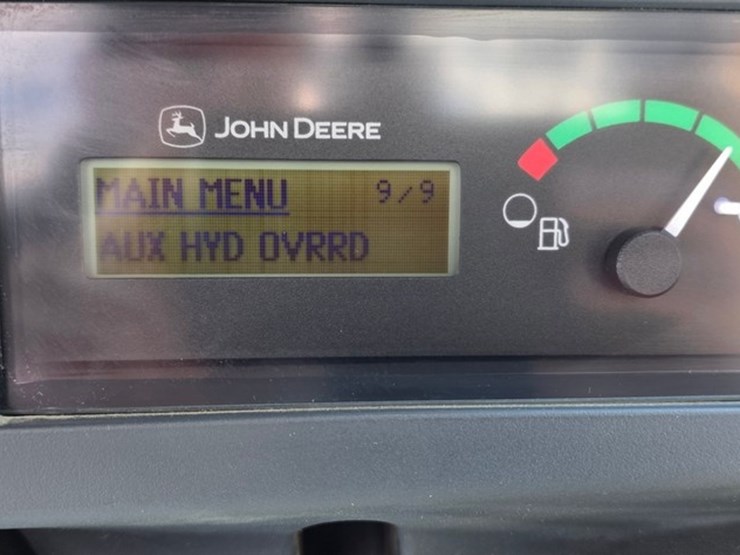 JOHN DEERE
MAIN MENU 9/9
AUX HYD OVRRD